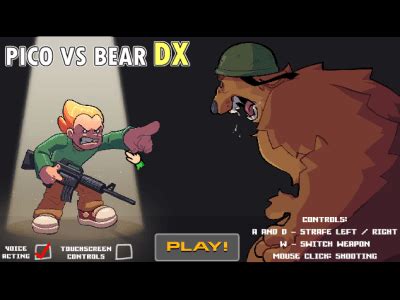 PICO VS BEAR DX
CONTROLS:
A AND D - STRAFE LEFT / RIGHT
W - SWITCH WEAPON
MOUSE CLICK: SHOOTING
VOICE ACTING
TOUCHSCREEN CONTROLS
PLAY!